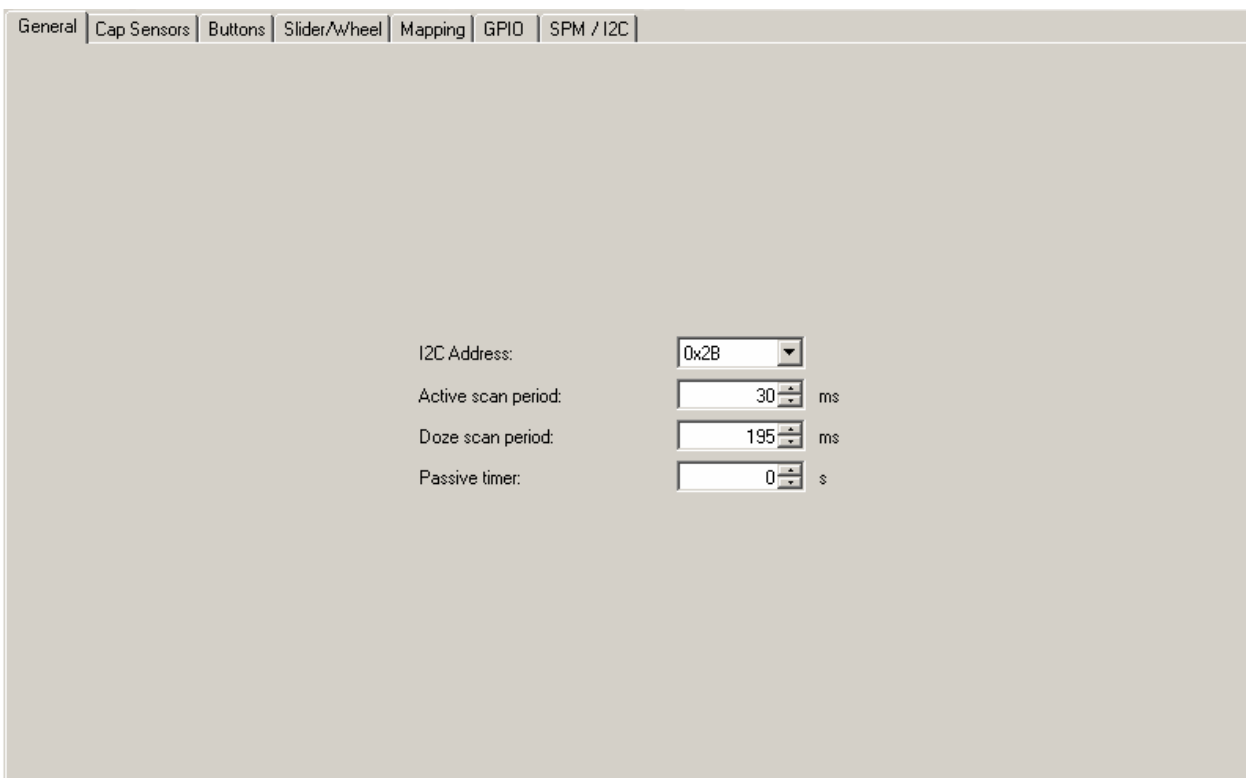 General Cap Sensors Buttons Slider/Wheel Mapping GPIO SPM / I2C
I2C Address: 0x2B
Active scan period: 30 ms
Doze scan period: 195 ms
Passive timer: 0 s